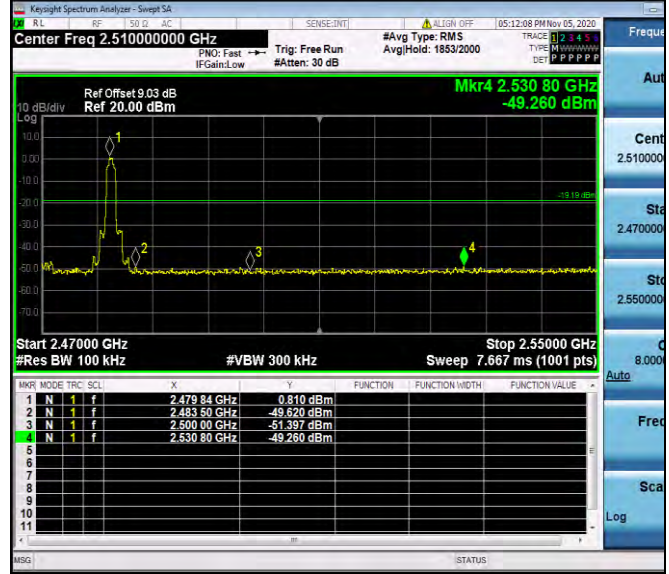 Keysight Spectrum Analyzer - Swept SA
RL RF 50 Ω AC SENSE:INT ALIGN OFF 05:12:08 PM Nov 05, 2020
Center Freq 2.510000000 GHz #Avg Type: RMS TRACE 1 2 3 4 5 6
PNO: Fast Trig: Free Run Avg|Hold: 1853/2000 TYPE M W W W W W
IFGain:Low #Atten: 30 dB DET P P P P P P
Freque
Aut
Ref Offset 9.03 dB Mkr4 2.530 80 GHz
10 dB/div Ref 20.00 dBm -49.260 dBm
Log
10.0
0.00
-10.0
-20.0
-30.0
-40.0
-50.0
-60.0
-70.0
1
2
3
4
-19.19 dBm
Cent
2.510000
Sta
2.470000
Sto
2.550000
Start 2.47000 GHz Stop 2.55000 GHz
#Res BW 100 kHz #VBW 300 kHz Sweep 7.667 ms (1001 pts)
C
8.0000
Auto
MKR MODE TRC SCL X Y FUNCTION FUNCTION WIDTH FUNCTION VALUE
1 N 1 f 2.479 84 GHz 0.810 dBm
2 N 1 f 2.483 50 GHz -49.620 dBm
3 N 1 f 2.500 00 GHz -51.397 dBm
4 N 1 f 2.530 80 GHz -49.260 dBm
5
6
7
8
9
10
11
Freq
Sca
Log
MSG STATUS